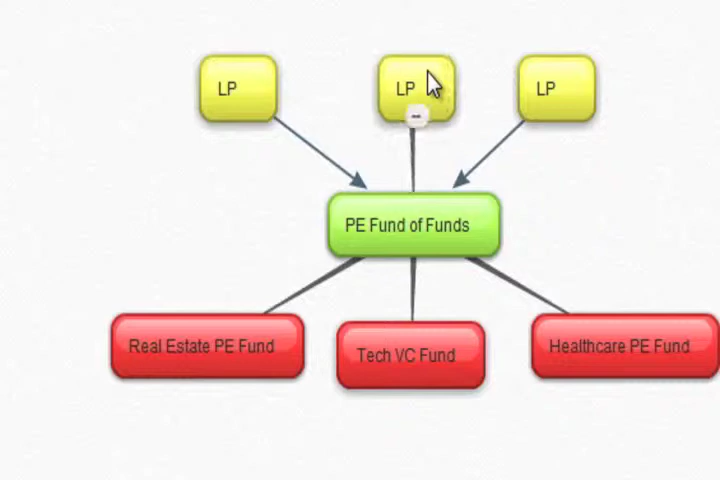 LP
LP
LP
PE Fund of Funds
Real Estate PE Fund
Tech VC Fund
Healthcare PE Fund